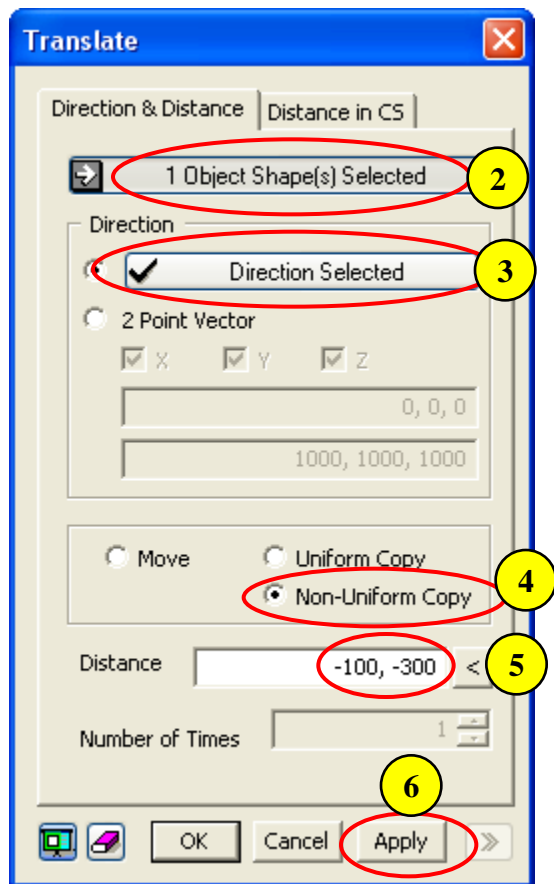 Translate
Direction & Distance Distance in CS
1 Object Shape(s) Selected 2
Direction
Direction Selected 3
2 Point Vector
X Y Z
0, 0, 0
1000, 1000, 1000
Move Uniform Copy
Non-Uniform Copy 4
Distance -100, -300 < 5
Number of Times 1
6
OK Cancel Apply